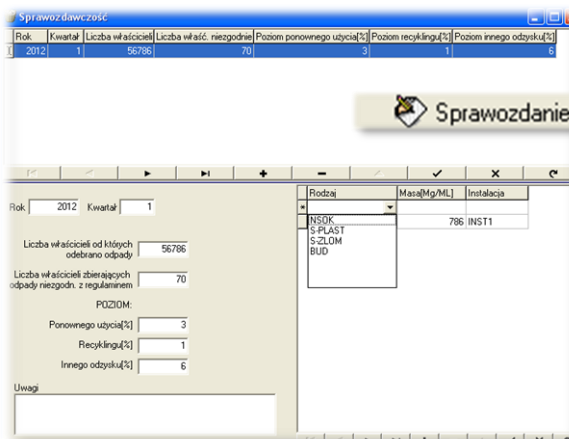 Sprawozdawczość
Rok Kwartał Liczba właścicieli Liczba właść. niezgodnie Poziom ponownego użycia[%] Poziom recyklingu[%] Poziom innego odzysku[%]
2012 1 56786 70 3 1 6
Sprawozdanie
Rok 2012 Kwartał 1
Liczba właścicieli od których
odebrano odpady 56786
Liczba właścicieli zbierających
odpady niezgodn. z regulaminem 70
POZIOM:
Ponownego użycia[%] 3
Recyklingu[%] 1
Innego odzysku[%] 6
Uwagi
Rodzaj Masa[Mg/ML] Instalacja
NSOK 786 INST1
S-PLAST
S-ZLOM
BUD